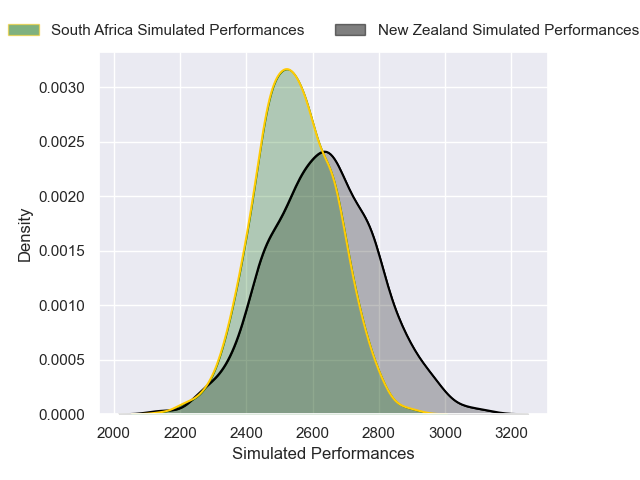 South Africa Simulated Performances
New Zealand Simulated Performances
0.0030
0.0025
0.0020
0.0015
0.0010
0.0005
0.0000
Density
2000 2200 2400 2600 2800 3000 3200
Simulated Performances